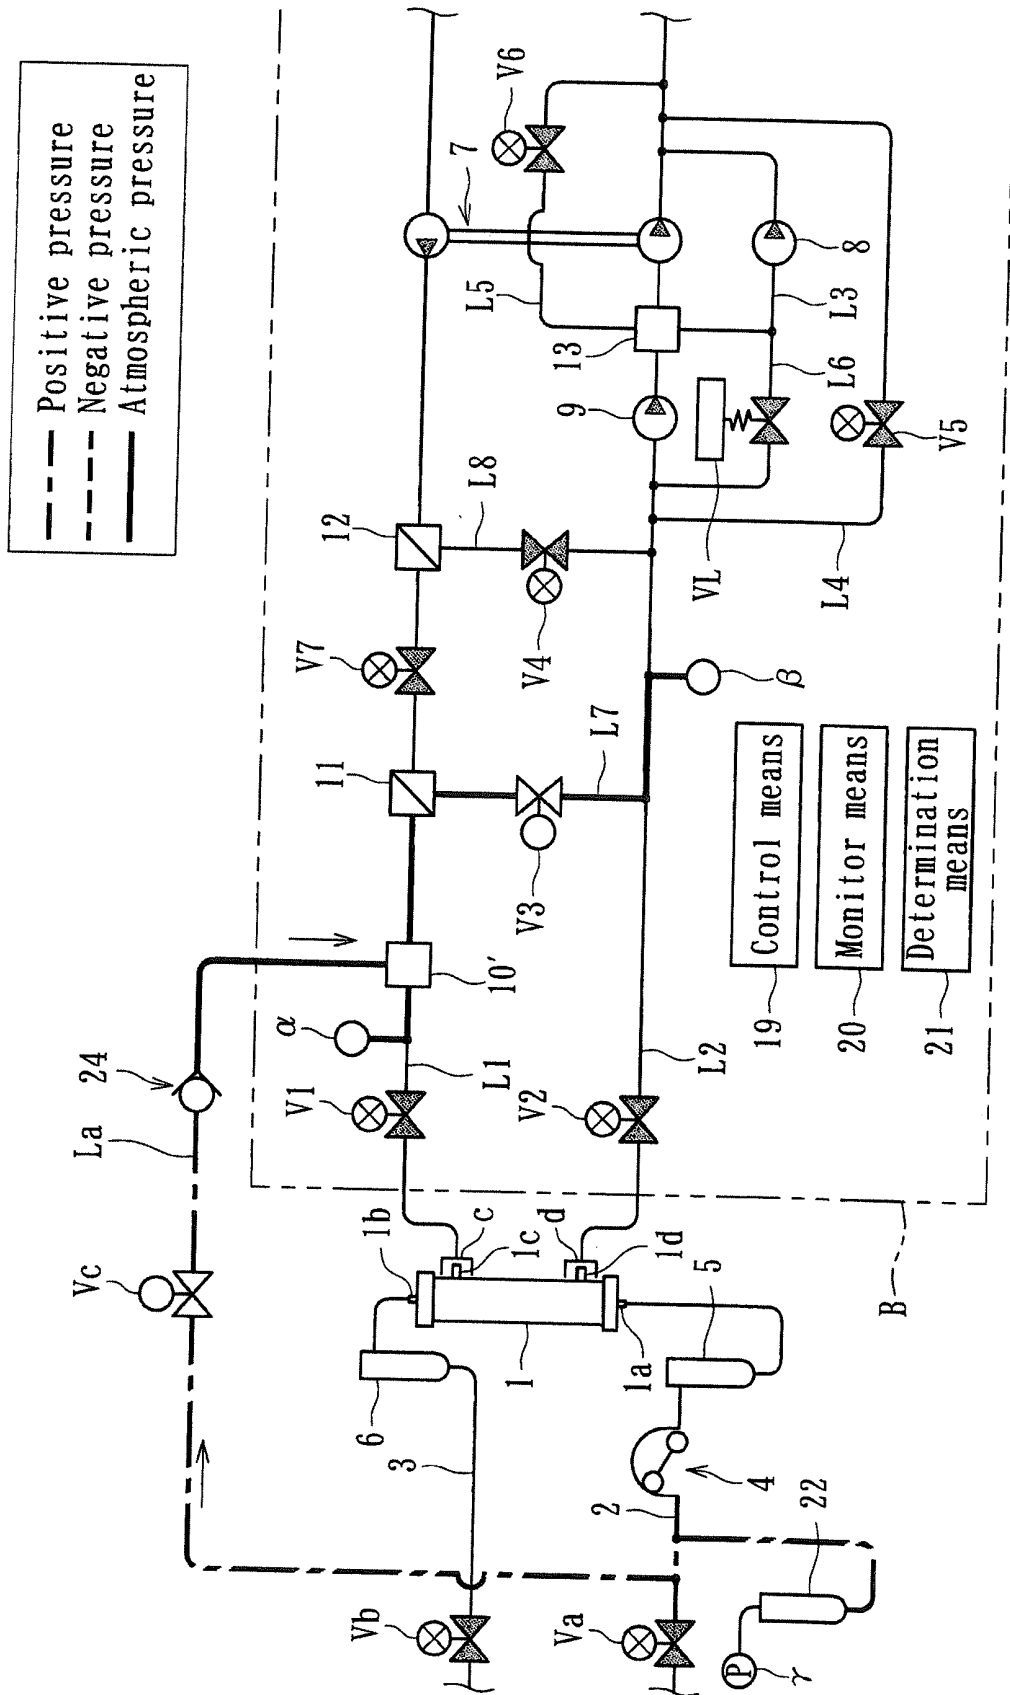 Positive pressure
Negative pressure
Atmospheric pressure
V6
7
8
L5
L3
13
L6
9
V5
L8
12
VL
L4
V7
V4
β
11
L7
V3
Control means
19
Monitor means
20
Determination
means
21
10′
α
24
L1
L2
V1
V2
La
1b
c
1c
d
1d
Vc
5
B
6
1
1a
3
2
4
22
Vb
Va
P
γ